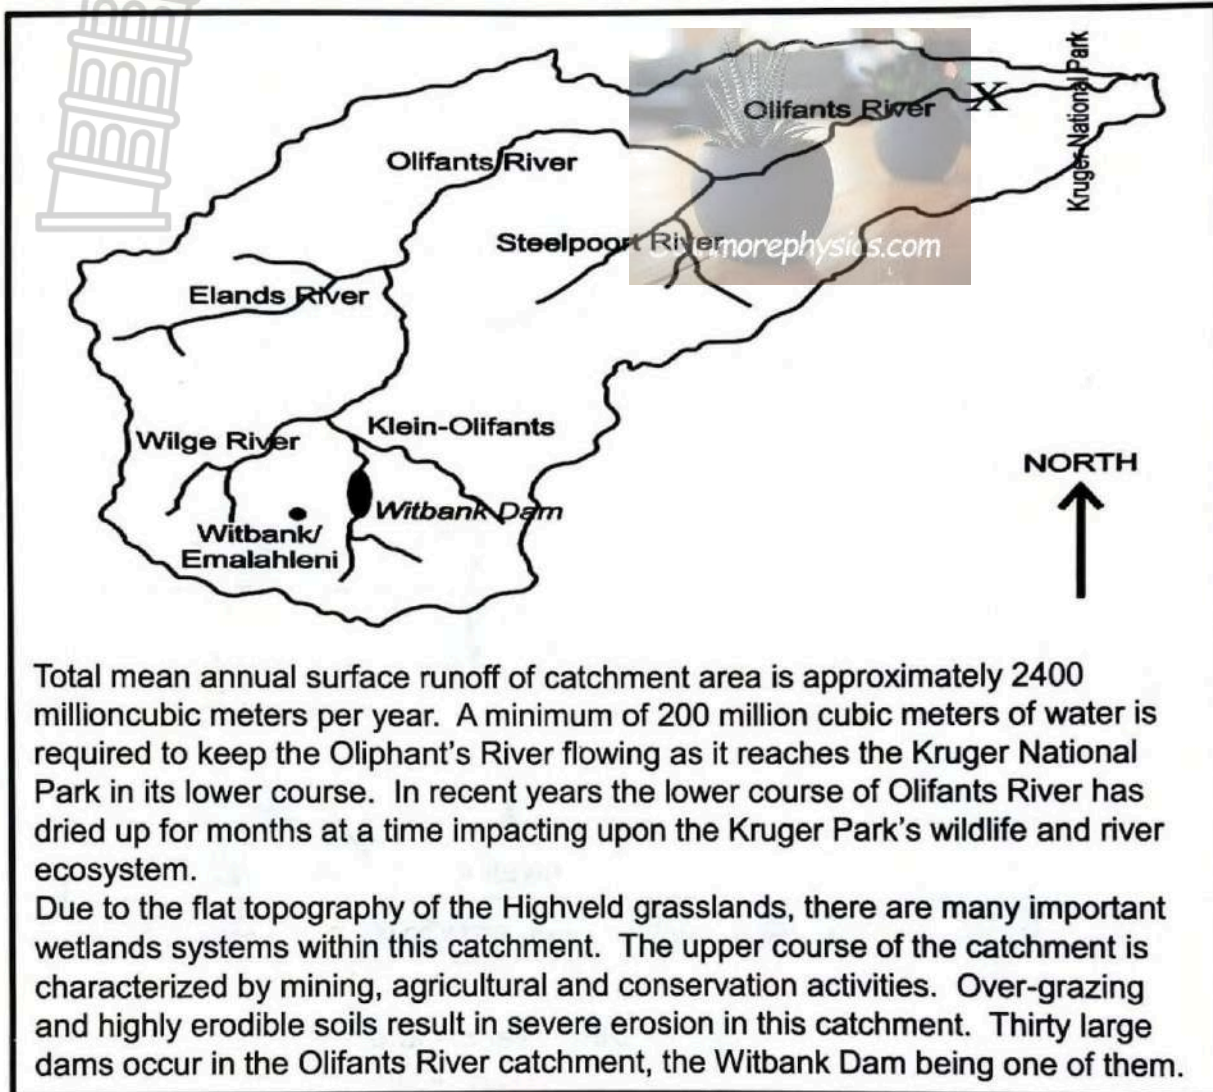 Kruger National Park
Olifants River
X
Olifants River
Steelpoort River
morephysics.com
Elands River
Klein-Olifants
Wilge River
NORTH
Witbank Dam
Witbank/
Emalahleni
Total mean annual surface runoff of catchment area is approximately 2400
millioncubic meters per year. A minimum of 200 million cubic meters of water is
required to keep the Oliphant's River flowing as it reaches the Kruger National
Park in its lower course. In recent years the lower course of Olifants River has
dried up for months at a time impacting upon the Kruger Park's wildlife and river
ecosystem.
Due to the flat topography of the Highveld grasslands, there are many important
wetlands systems within this catchment. The upper course of the catchment is
characterized by mining, agricultural and conservation activities. Over-grazing
and highly erodible soils result in severe erosion in this catchment. Thirty large
dams occur in the Olifants River catchment, the Witbank Dam being one of them.